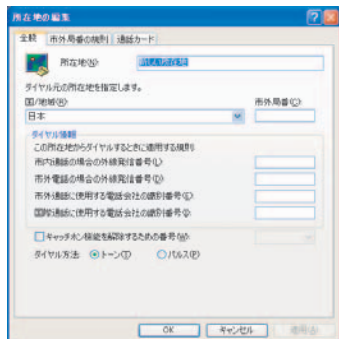 所在地の編集
全般 市外局番の規則 通話カード
所在地(N): 新しい所在地
ダイヤル元の所在地を指定します。
国/地域(R): 市外局番(C):
日本
ダイヤル情報
この所在地からダイヤルするときに適用する規則:
市内通話の場合の外線発信番号(L):
市外電話の場合の外線発信番号(D):
市外通話に使用する電話会社の識別番号(I):
国際通話に使用する電話会社の識別番号
キャッチホン機能を解除するための番号(W):
ダイヤル方法: トーン(T) パルス(P)
OK キャンセル 適用(A)